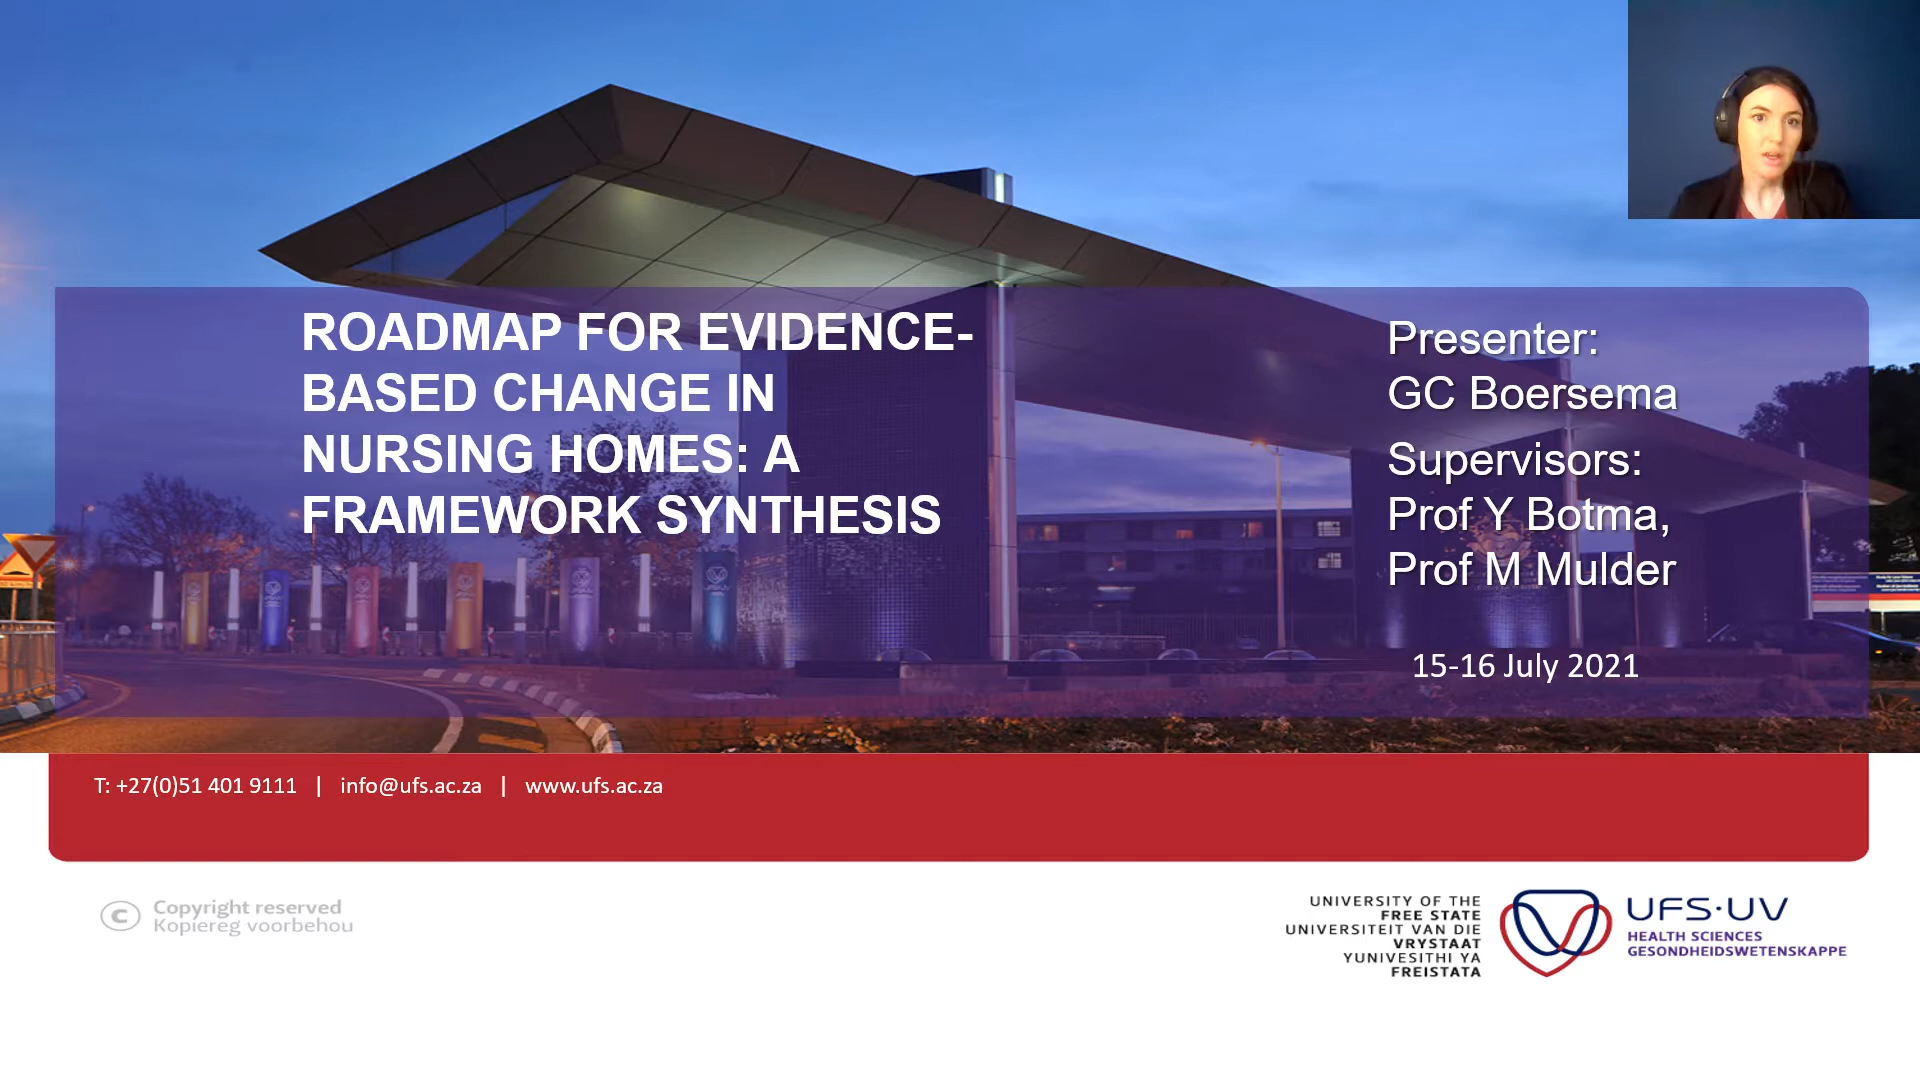 ROADMAP FOR EVIDENCE-
BASED CHANGE IN
NURSING HOMES: A
FRAMEWORK SYNTHESIS
Presenter:
GC Boersema
Supervisors:
Prof Y Botma,
Prof M Mulder
15-16 July 2021
T: +27(0)51 401 9111 | info@ufs.ac.za | www.ufs.ac.za
© Copyright reserved
Kopiereg voorbehou
UNIVERSITY OF THE
FREE STATE
UNIVERSITEIT VAN DIE
VRYSTAAT
YUNIVESITHI YA
FREISTATA
UFS·UV
HEALTH SCIENCES
GESONDHEIDSWETENSKAPPE